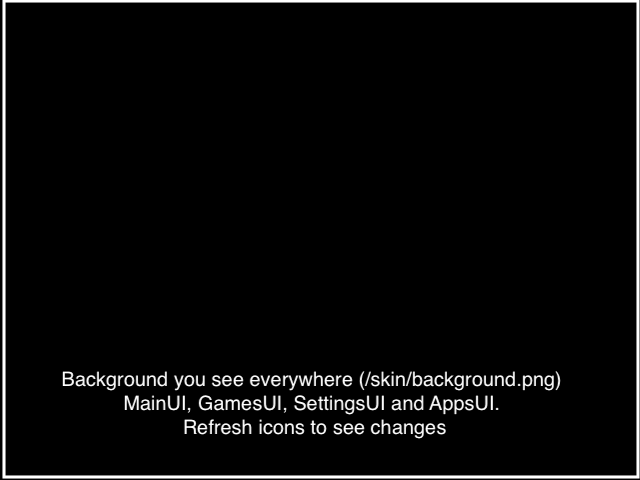 Background you see everywhere (/skin/background.png)
MainUI, GamesUI, SettingsUI and AppsUI.
Refresh icons to see changes